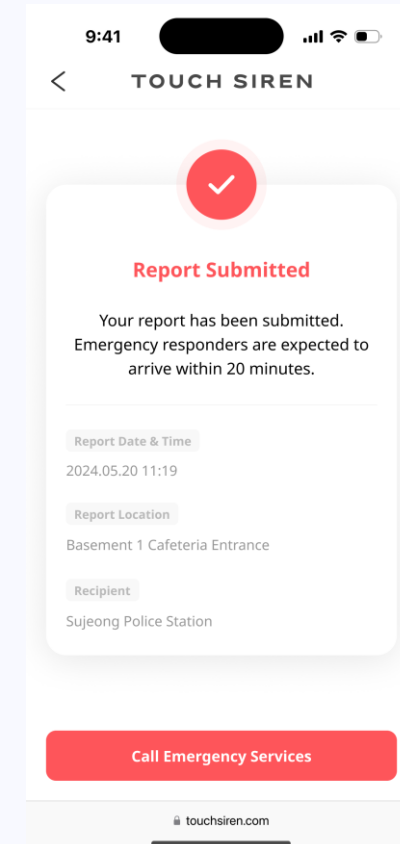 9:41
TOUCH SIREN
Report Submitted
Your report has been submitted.
Emergency responders are expected to
arrive within 20 minutes.
Report Date & Time
2024.05.20 11:19
Report Location
Basement 1 Cafeteria Entrance
Recipient
Sujeong Police Station
Call Emergency Services
touchsiren.com